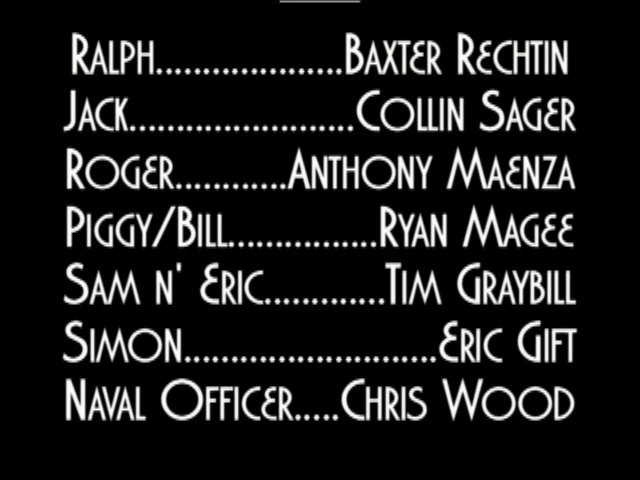 Ralph...................Baxter Rechtin
Jack.......................Collin Sager
Roger............Anthony Maenza
Piggy/Bill................Ryan Magee
Sam n' Eric.............Tim Graybill
Simon..........................Eric Gift
Naval Officer.....Chris Wood